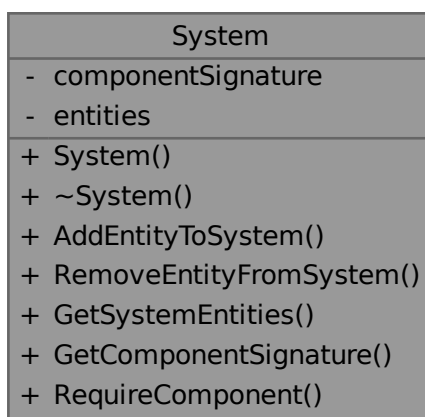 System
- componentSignature
- entities
+ System()
+ ~System()
+ AddEntityToSystem()
+ RemoveEntityFromSystem()
+ GetSystemEntities()
+ GetComponentSignature()
+ RequireComponent()